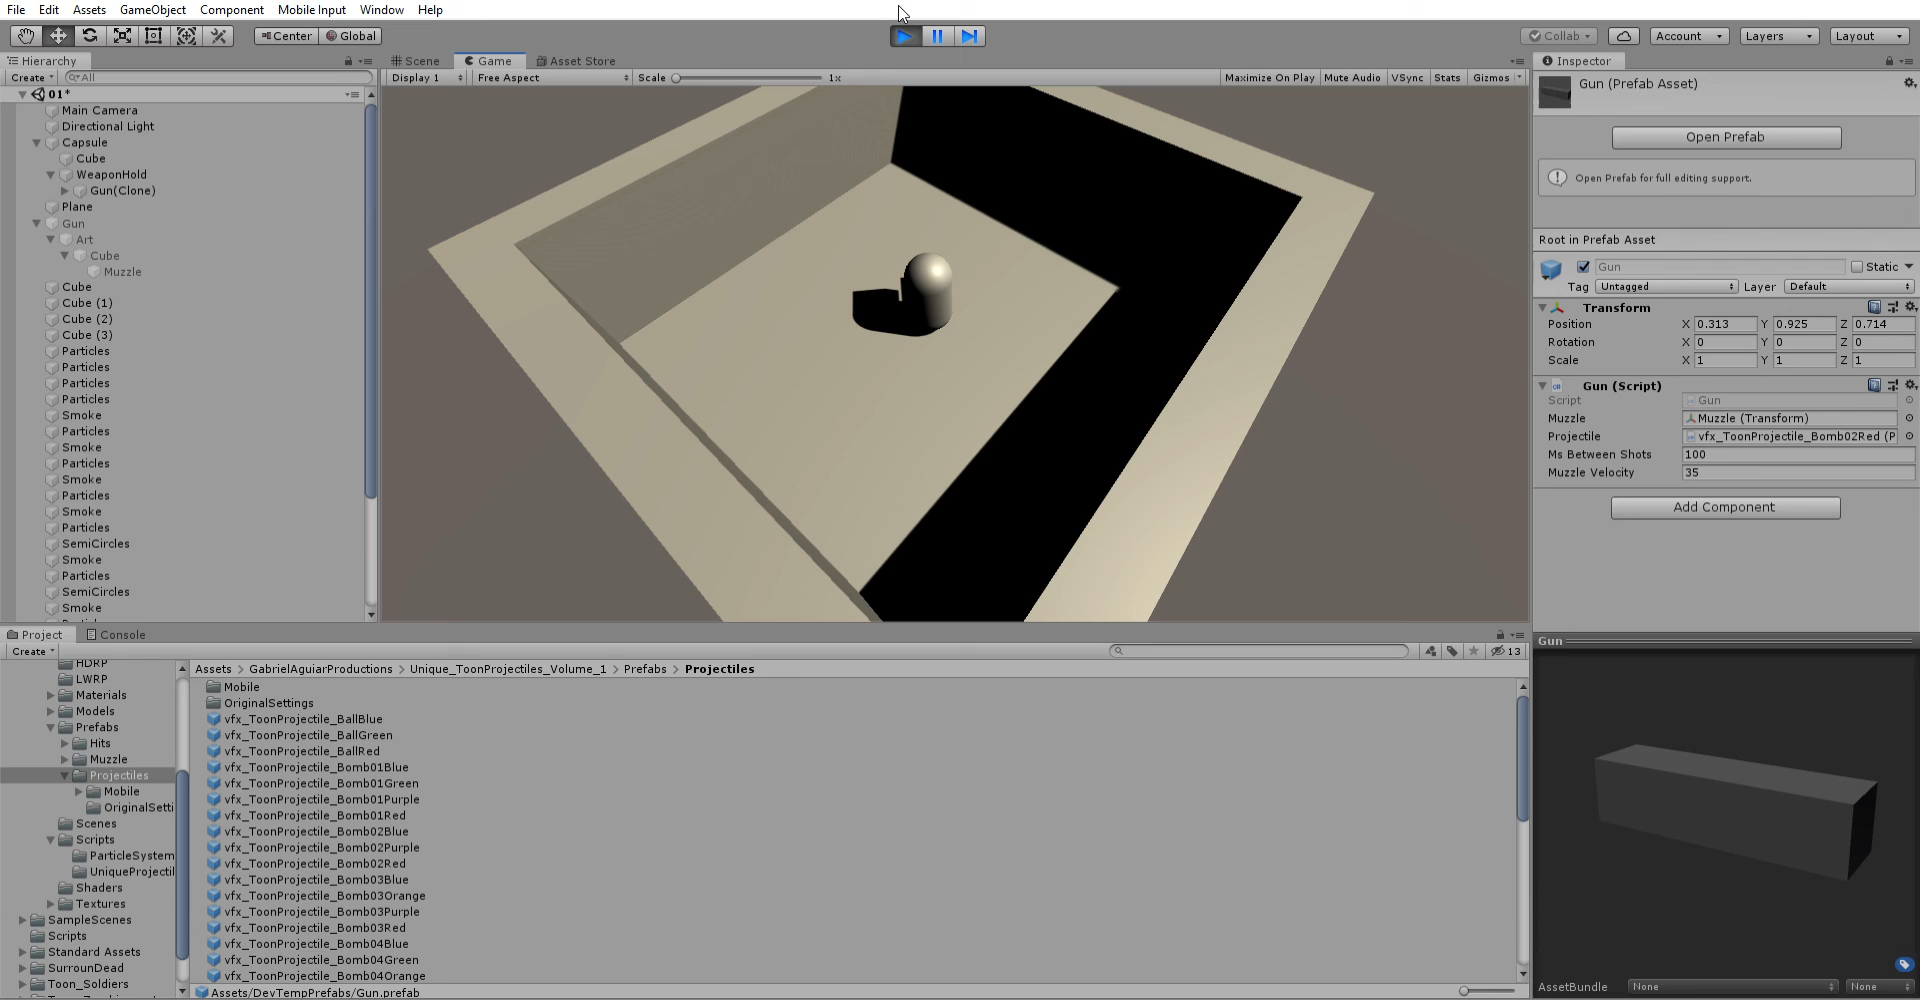 File Edit Assets GameObject Component Mobile Input Window Help
Center Global
Collab Account Layers Layout
Hierarchy
Create All
01*
Main Camera
Directional Light
Capsule
Cube
WeaponHold
Gun(Clone)
Plane
Gun
Art
Cube
Muzzle
Cube
Cube (1)
Cube (2)
Cube (3)
Particles
Particles
Particles
Particles
Smoke
Particles
Smoke
Particles
Smoke
Particles
Smoke
Particles
SemiCircles
Smoke
Particles
SemiCircles
Smoke
Scene Game Asset Store
Display 1 Free Aspect Scale 1x Maximize On Play Mute Audio VSync Stats Gizmos
Inspector
Gun (Prefab Asset)
Open Prefab
Open Prefab for full editing support.
Root in Prefab Asset
Gun Static
Tag Untagged Layer Default
Transform
Position X 0.313 Y 0.925 Z 0.714
Rotation X 0 Y 0 Z 0
Scale X 1 Y 1 Z 1
Gun (Script)
Script Gun
Muzzle Muzzle (Transform)
Projectile vfx_ToonProjectile_Bomb02Red (P
Ms Between Shots 100
Muzzle Velocity 35
Add Component
Project Console
Create 13
HDRP
LWRP
Materials
Models
Prefabs
Hits
Muzzle
Projectiles
Mobile
OriginalSetti
Scenes
Scripts
ParticleSystem
UniqueProjectil
Shaders
Textures
SampleScenes
Scripts
Standard Assets
SurrounDead
Toon_Soldiers
Assets > GabrielAguiarProductions > Unique_ToonProjectiles_Volume_1 > Prefabs > Projectiles
Mobile
OriginalSettings
vfx_ToonProjectile_BallBlue
vfx_ToonProjectile_BallGreen
vfx_ToonProjectile_BallRed
vfx_ToonProjectile_Bomb01Blue
vfx_ToonProjectile_Bomb01Green
vfx_ToonProjectile_Bomb01Purple
vfx_ToonProjectile_Bomb01Red
vfx_ToonProjectile_Bomb02Blue
vfx_ToonProjectile_Bomb02Purple
vfx_ToonProjectile_Bomb02Red
vfx_ToonProjectile_Bomb03Blue
vfx_ToonProjectile_Bomb03Orange
vfx_ToonProjectile_Bomb03Purple
vfx_ToonProjectile_Bomb03Red
vfx_ToonProjectile_Bomb04Blue
vfx_ToonProjectile_Bomb04Green
vfx_ToonProjectile_Bomb04Orange
Assets/DevTempPrefabs/Gun.prefab
Gun
AssetBundle None None